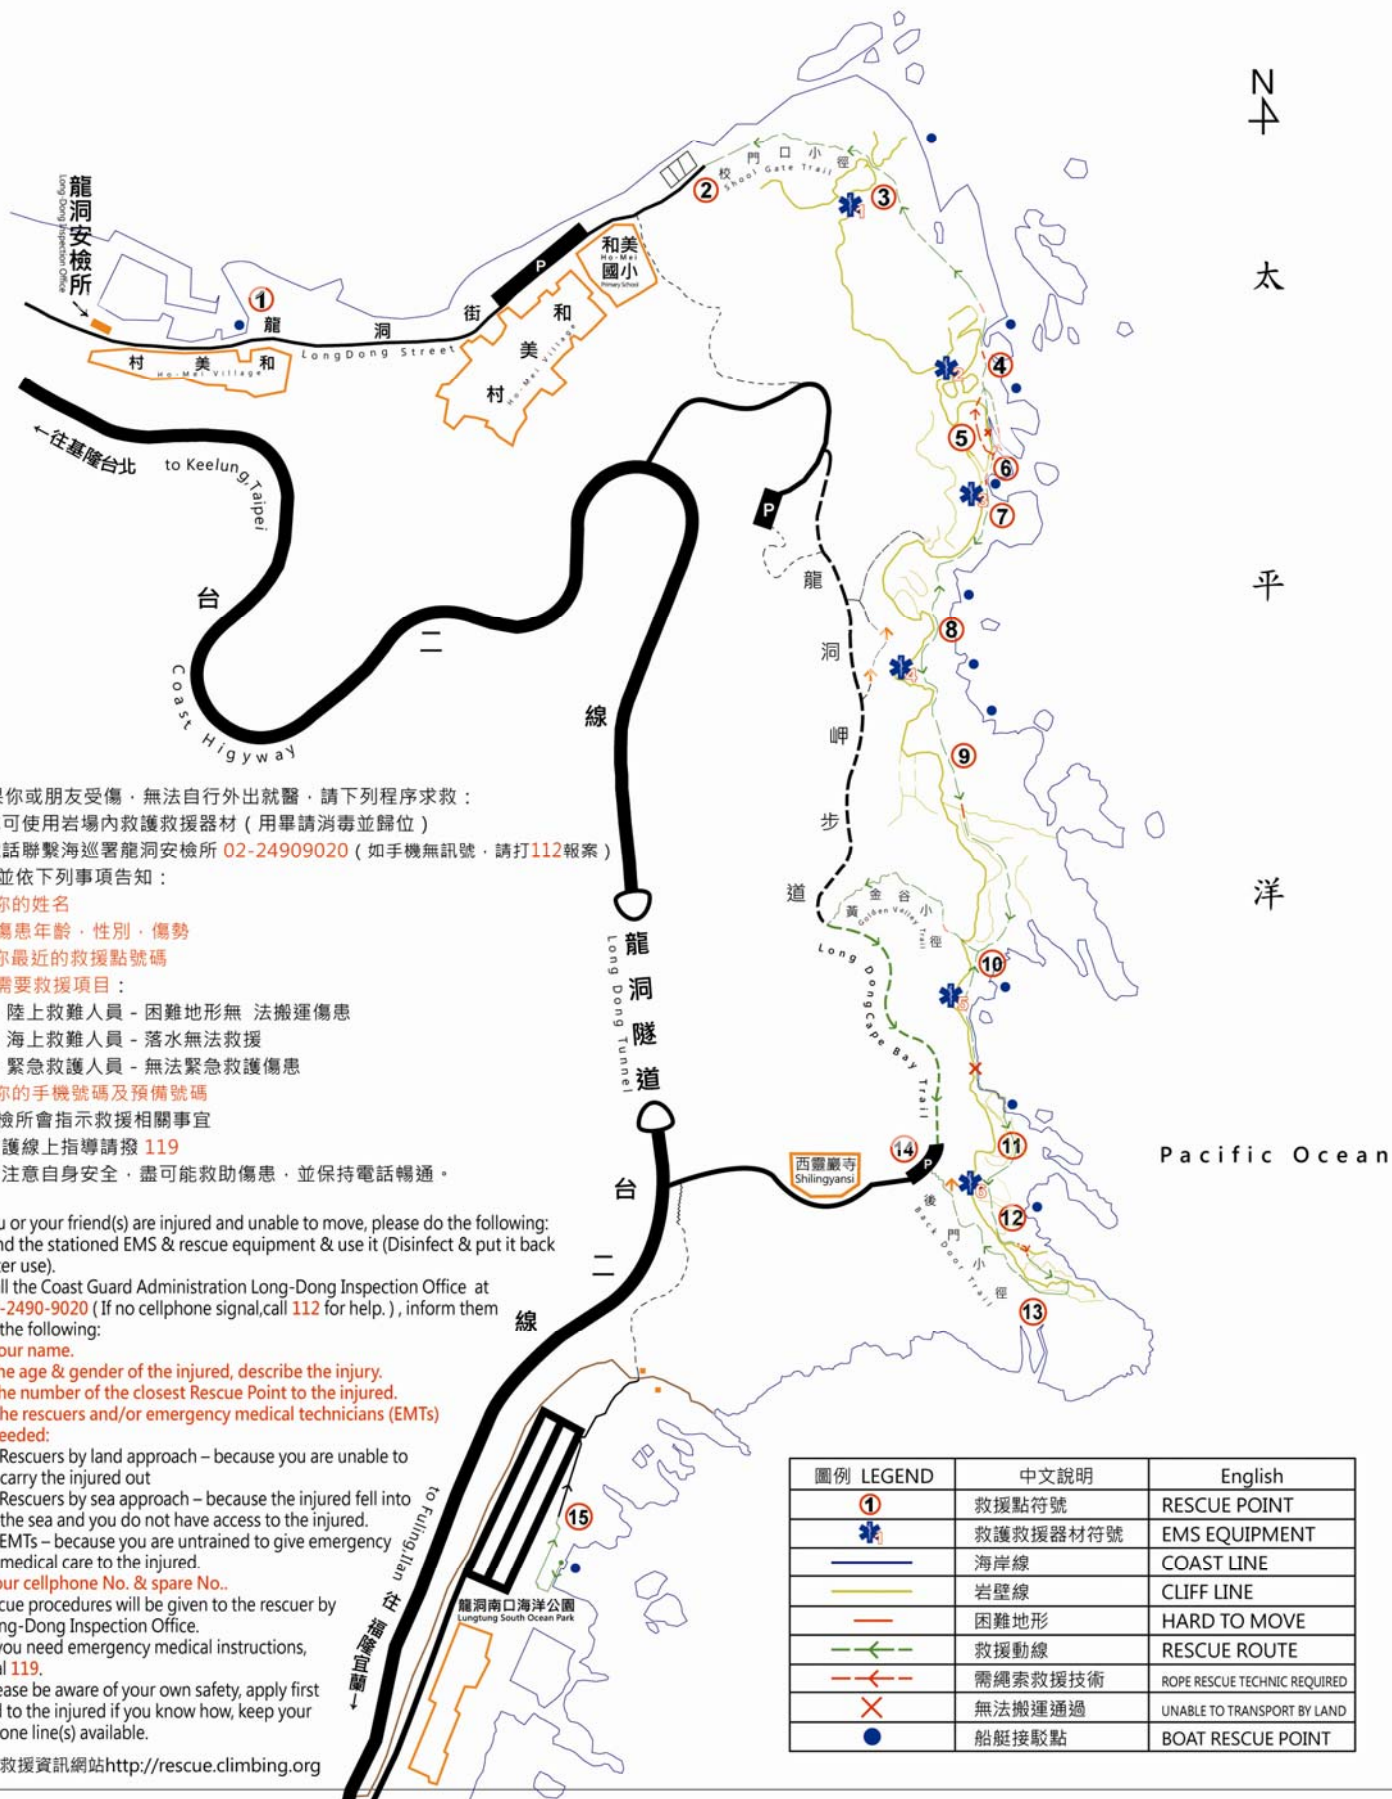 N
太
平
洋
Pacific Ocean
龍洞安檢所
Long-Dong Inspection Office
1
龍洞街
LongDong Street
村美和
Ho-Mei Village
P
和美
Ho-Mei
國小
Primary School
和美村
Ho-Mei Village
2
校門口小徑
Shool Gate Trail
1
3
2
4
5
6
3
7
8
4
9
10
5
11
6
12
13
14
15
←往基隆台北
to Keelung,Taipei
台二線
Coast Higyway
P
龍洞岬步道
Long DongCape Bay Trail
黃金谷小徑
Golden Valley Trail
龍洞隧道
Long Dong Tunnel
西靈巖寺
Shilingyansi
P
後門小徑
Back Door Trail
台二線
to Fuling,Ilan
往福隆宜蘭→
龍洞南口海洋公園
Lungtung South Ocean Park
你或朋友受傷，無法自行外出就醫，請下列程序求救：
可使用岩場內救護救援器材（用畢請消毒並歸位）
話聯繫海巡署龍洞安檢所 02-24909020（如手機無訊號，請打112報案）
並依下列事項告知：
你的姓名
傷患年齡，性別，傷勢
你最近的救援點號碼
需要救援項目：
陸上救難人員 - 困難地形無 法搬運傷患
海上救難人員 - 落水無法救援
緊急救護人員 - 無法緊急救護傷患
你的手機號碼及預備號碼
檢所會指示救援相關事宜
護線上指導請撥 119
注意自身安全，盡可能救助傷患，並保持電話暢通。
u or your friend(s) are injured and unable to move, please do the following:
nd the stationed EMS & rescue equipment & use it (Disinfect & put it back
ter use).
ll the Coast Guard Administration Long-Dong Inspection Office at
-2490-9020 ( If no cellphone signal,call 112 for help. ) , inform them
the following:
our name.
he age & gender of the injured, describe the injury.
he number of the closest Rescue Point to the injured.
he rescuers and/or emergency medical technicians (EMTs)
eeded:
Rescuers by land approach – because you are unable to
carry the injured out
Rescuers by sea approach – because the injured fell into
the sea and you do not have access to the injured.
EMTs – because you are untrained to give emergency
medical care to the injured.
our cellphone No. & spare No..
cue procedures will be given to the rescuer by
ng-Dong Inspection Office.
you need emergency medical instructions,
l 119.
ease be aware of your own safety, apply first
d to the injured if you know how, keep your
one line(s) available.
救援資訊網站http://rescue.climbing.org
圖例 LEGEND 中文說明 English
1 救援點符號 RESCUE POINT
1 救護救援器材符號 EMS EQUIPMENT
海岸線 COAST LINE
岩壁線 CLIFF LINE
困難地形 HARD TO MOVE
救援動線 RESCUE ROUTE
需繩索救援技術 ROPE RESCUE TECHNIC REQUIRED
無法搬運通過 UNABLE TO TRANSPORT BY LAND
船艇接駁點 BOAT RESCUE POINT